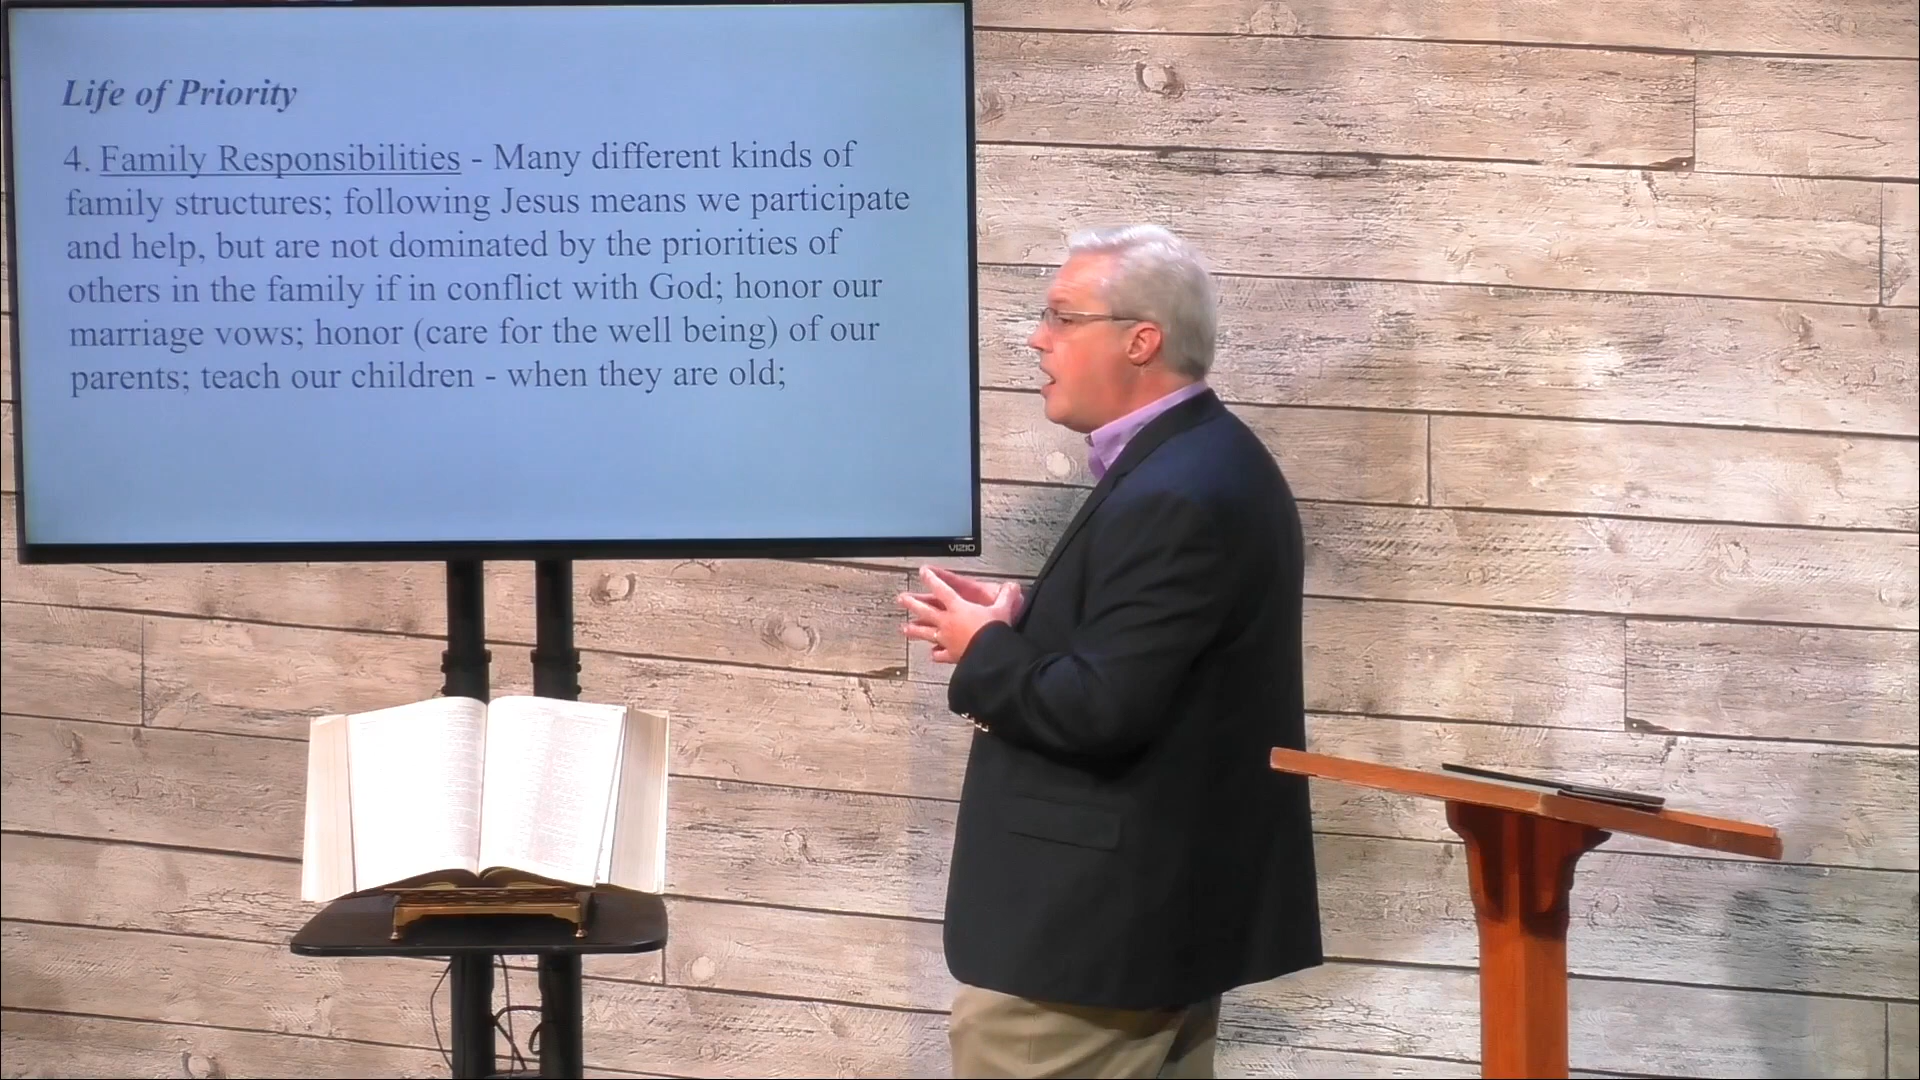 Life of Priority
4. Family Responsibilities - Many different kinds of
family structures; following Jesus means we participate
and help, but are not dominated by the priorities of
others in the family if in conflict with God; honor our
marriage vows; honor (care for the well being) of our
parents; teach our children - when they are old;
VIZIO